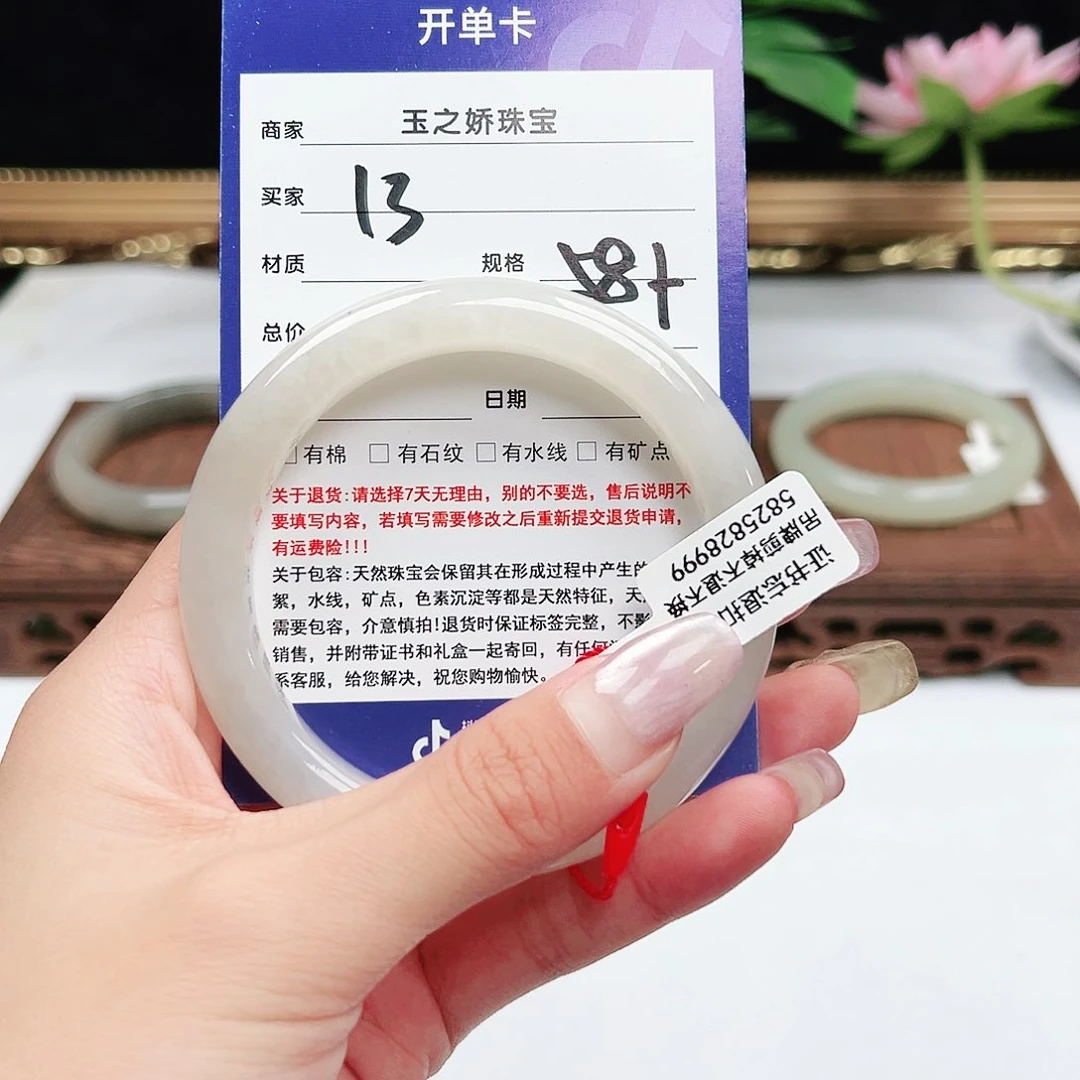 开单卡
商家 玉之娇珠宝
买家 13
材质 规格 58+
总价
日期
□有棉 □有石纹 □有水线 □有矿点
关于退货:请选择7天无理由，别的不要选，售后说明不
要填写内容，若填写需要修改之后重新提交退货申请，
有运费险!!!
关于包容:天然珠宝会保留其在形成过程中产生的
絮，水线，矿点，色素沉淀等都是天然特征，天
需要包容，介意慎拍!退货时保证标签完整，不影
销售，并附带证书和礼盒一起寄回，有任何
系客服，给您解决，祝您购物愉快。
证书忘退扣
吊牌剪掉不退不换
5825828999